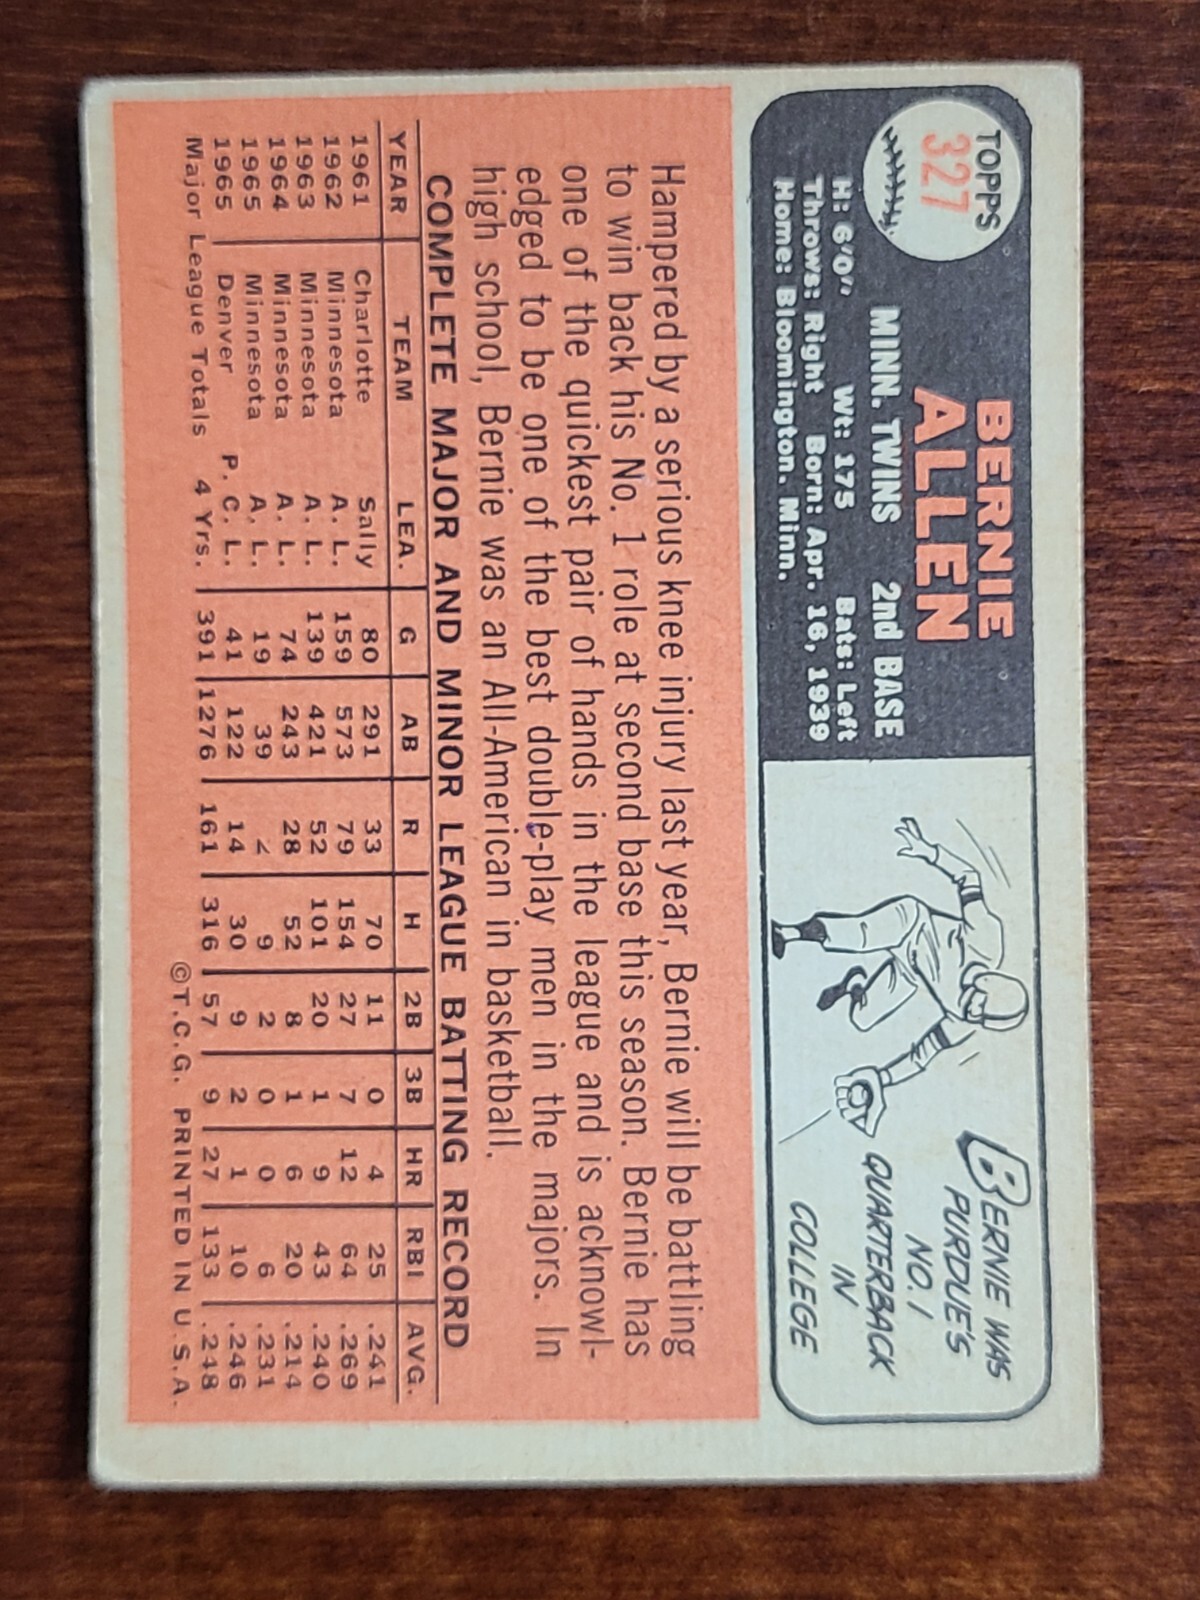 TOPPS
327
BERNIE
ALLEN
MINN. TWINS 2nd BASE
H: 6'0" Wt: 175 Bats: Left
Throws: Right Born: Apr. 16, 1939
Home: Bloomington. Minn.
BERNIE WAS
PURDUE'S
NO. 1
QUARTERBACK
IN
COLLEGE
Hampered by a serious knee injury last year, Bernie will be battling
to win back his No. 1 role at second base this season. Bernie has
one of the quickest pair of hands in the league and is acknowl-
edged to be one of the best double-play men in the majors. In
high school, Bernie was an All-American in basketball.
COMPLETE MAJOR AND MINOR LEAGUE BATTING RECORD
YEAR TEAM LEA. G AB R H 2B 3B HR RBI AVG.
1961 Charlotte Sally 80 291 33 70 11 0 4 25 .241
1962 Minnesota A. L. 159 573 79 154 27 7 12 64 .269
1963 Minnesota A. L. 139 421 52 101 20 1 9 43 .240
1964 Minnesota A. L. 74 243 28 52 8 1 6 20 .214
1965 Minnesota A. L. 19 39 2 9 2 0 0 6 .231
1965 Denver P. C. L. 41 122 14 30 9 2 1 10 .246
Major League Totals 4 Yrs. 391 1276 161 316 57 9 27 133 .248
©T.C.G. PRINTED IN U.S.A.